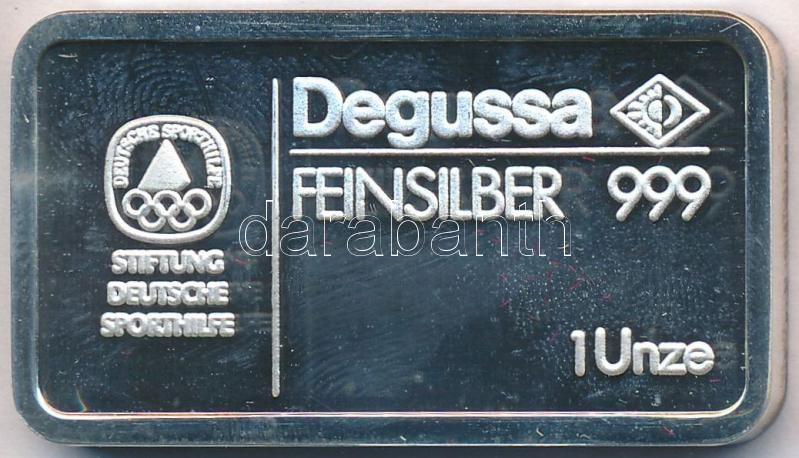 DEUTSCHE SPORTHILFE
STIFTUNG
DEUTSCHE
SPORTHILFE
Degussa
FEINSILBER 999
1 Unze
darabanth